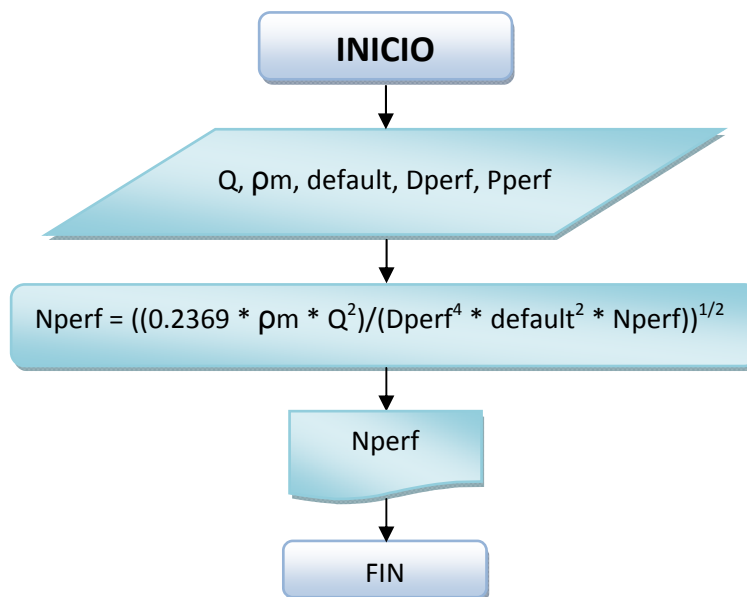 INICIO
Q, ρm, default, Dperf, Pperf
Nperf = ((0.2369 * ρm * Q²)/(Dperf⁴ * default² * Nperf))¹/²
Nperf
FIN